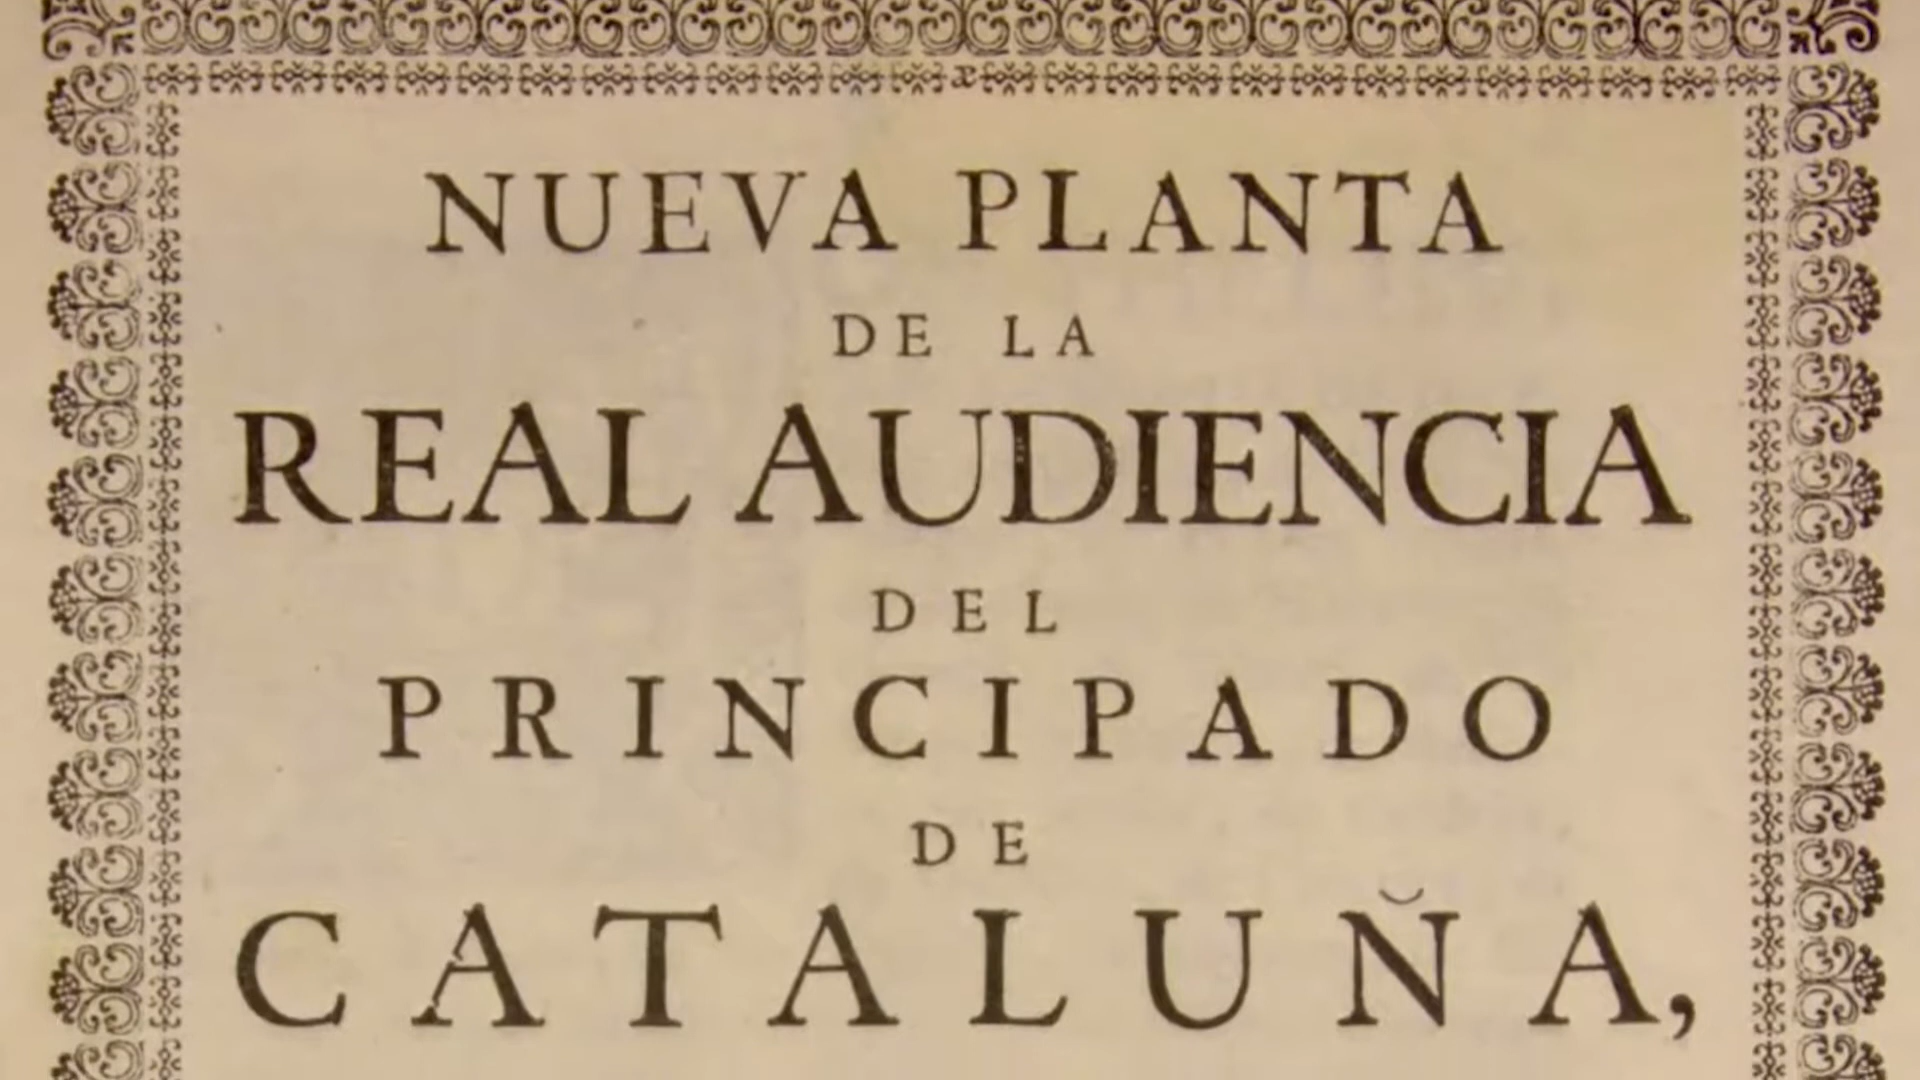 NUEVA PLANTA
DE LA
REAL AUDIENCIA
DEL
PRINCIPADO
DE
CATALUÑA,